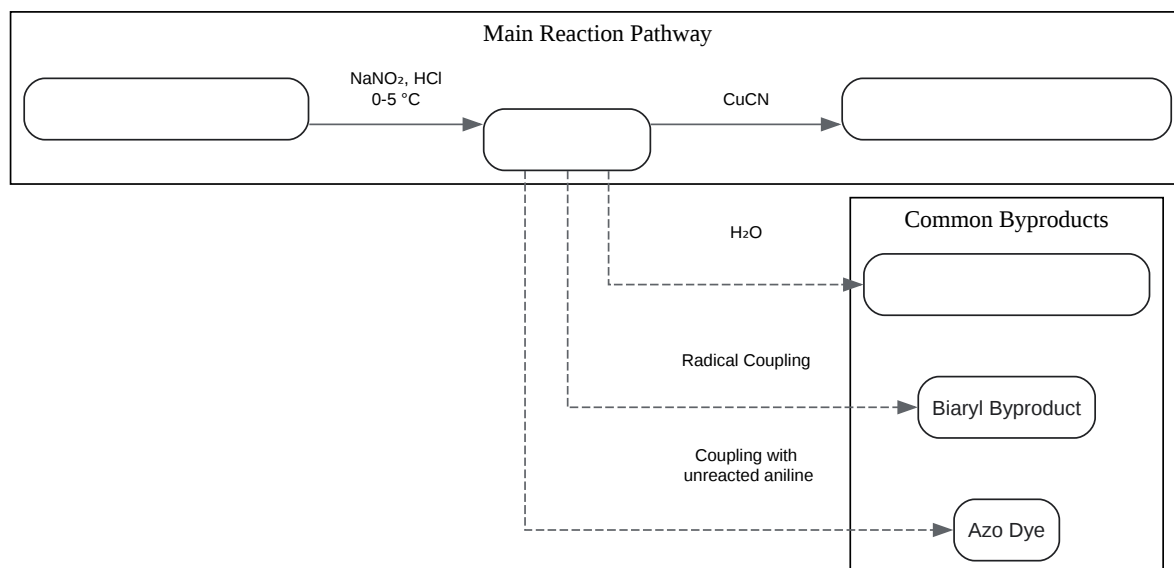 Main Reaction Pathway
NaNO₂, HCl
0-5 °C
CuCN
Common Byproducts
H₂O
Radical Coupling
Biaryl Byproduct
Coupling with
unreacted aniline
Azo Dye